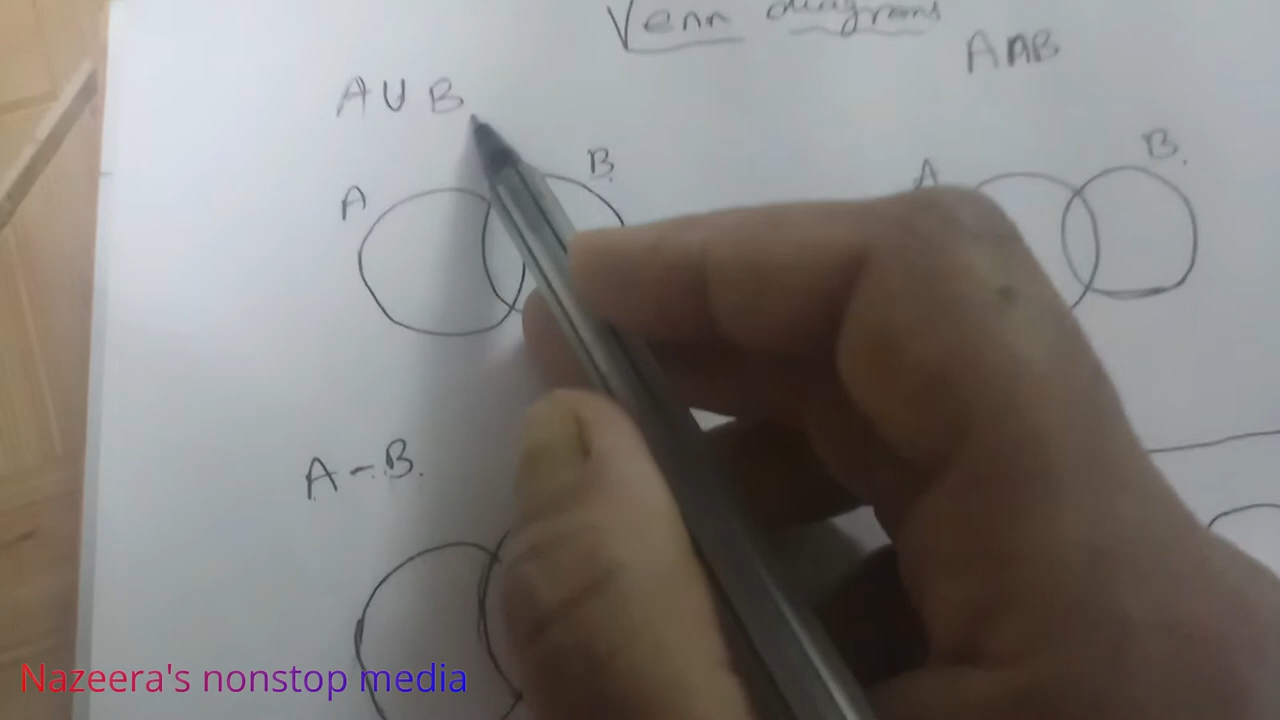 Venn diagrams
A U B
A∩B
A
B.
A
B.
A - B.
Nazeera's nonstop media